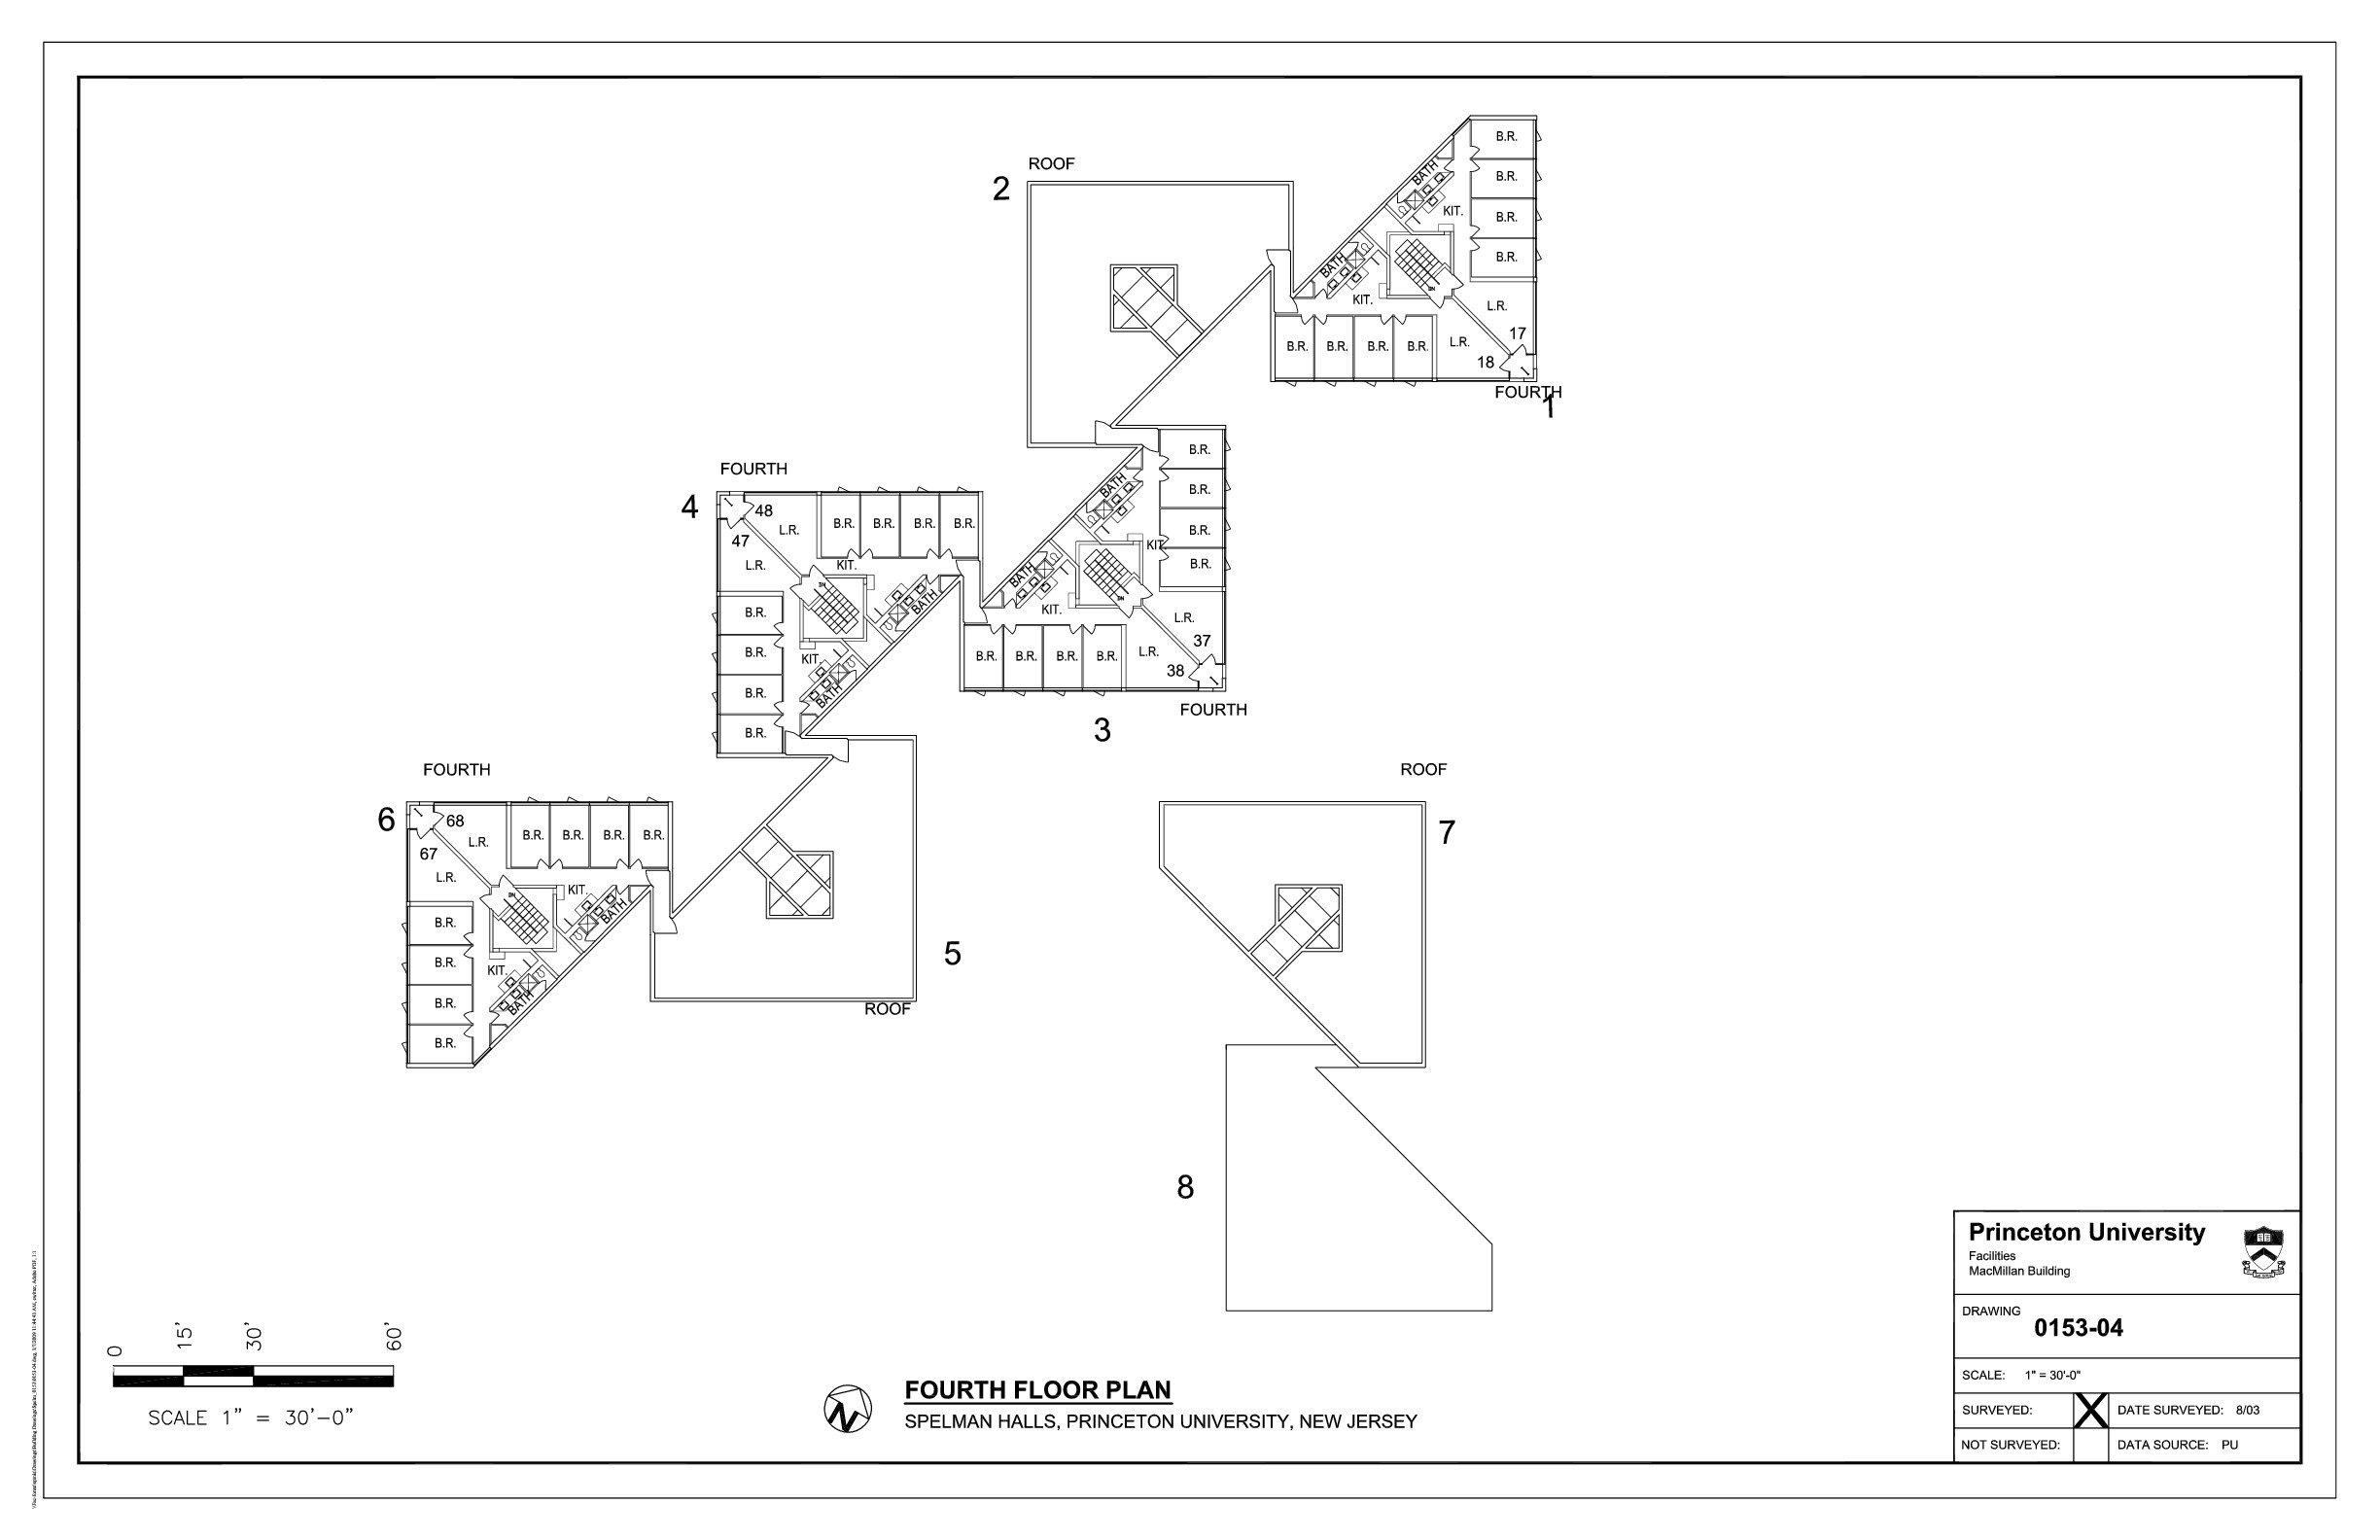 ROOF
2
B.R.
B.R.
B.R.
B.R.
BATH
KIT.
BATH
KIT.
DN
L.R.
17
B.R.
B.R.
B.R.
B.R.
L.R.
18
FOURTH
1
FOURTH
4
48
L.R.
B.R.
B.R.
B.R.
B.R.
47
L.R.
KIT.
DN
BATH
B.R.
B.R.
B.R.
B.R.
KIT.
BATH
B.R.
B.R.
B.R.
B.R.
BATH
KIT.
BATH
KIT.
DN
L.R.
37
B.R.
B.R.
B.R.
B.R.
L.R.
38
FOURTH
3
FOURTH
6
68
L.R.
B.R.
B.R.
B.R.
B.R.
67
L.R.
KIT.
DN
BATH
B.R.
B.R.
B.R.
B.R.
KIT.
BATH
5
ROOF
ROOF
7
8
0 15' 30' 60'
SCALE 1" = 30'-0"
N
FOURTH FLOOR PLAN
SPELMAN HALLS, PRINCETON UNIVERSITY, NEW JERSEY
Princeton University
Facilities
MacMillan Building
DRAWING
0153-04
SCALE: 1" = 30'-0"
SURVEYED: X DATE SURVEYED: 8/03
NOT SURVEYED: DATA SOURCE: PU